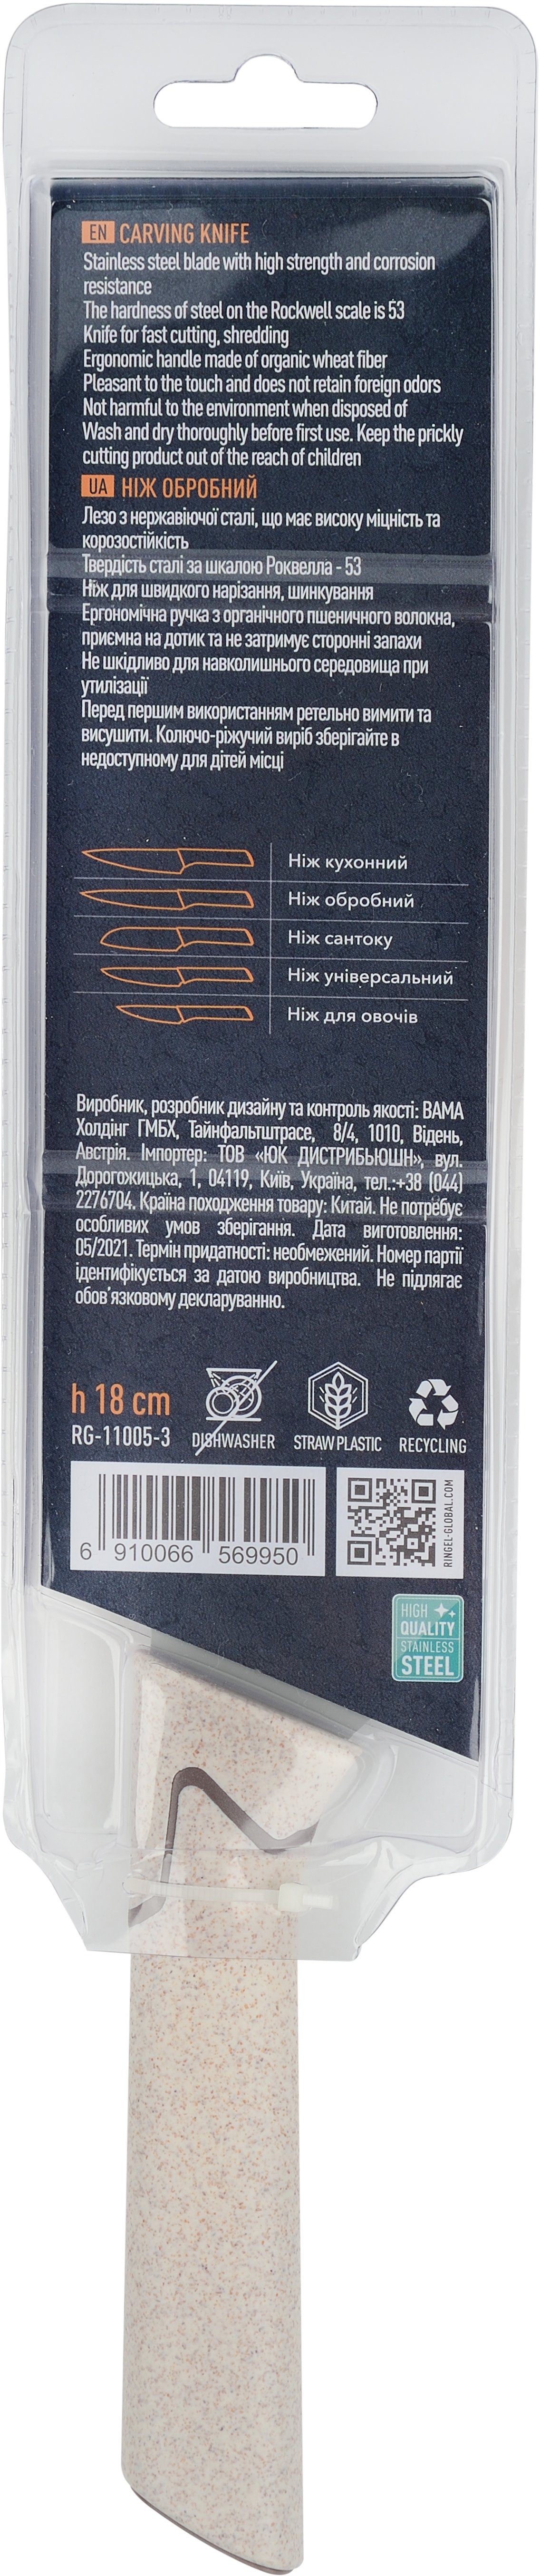 EN CARVING KNIFE
Stainless steel blade with high strength and corrosion
resistance
The hardness of steel on the Rockwell scale is 53
Knife for fast cutting, shredding
Ergonomic handle made of organic wheat fiber
Pleasant to the touch and does not retain foreign odors
Not harmful to the environment when disposed of
Wash and dry thoroughly before first use. Keep the prickly
cutting product out of the reach of children
UA НІЖ ОБРОБНИЙ
Лезо з нержавіючої сталі, що має високу міцність та
корозостійкість
Твердість сталі за шкалою Роквелла - 53
Ніж для швидкого нарізання, шинкування
Ергономічна ручка з органічного пшеничного волокна,
приємна на дотик та не затримує сторонні запахи
Не шкідливо для навколишнього середовища при
утилізації
Перед першим використанням ретельно вимити та
висушити. Колючо-ріжучий виріб зберігайте в
недоступному для дітей місці
Ніж кухонний
Ніж обробний
Ніж сантоку
Ніж універсальний
Ніж для овочів
Виробник, розробник дизайну та контроль якості: ВАМА
Холдінг ГМБХ, Тайнфальтштрасе, 8/4, 1010, Відень,
Австрія. Імпортер: ТОВ «ЮК ДИСТРИБЬЮШН», вул.
Дорогожицька, 1, 04119, Київ, Україна, тел.:+38 (044)
2276704. Країна походження товару: Китай. Не потребує
особливих умов зберігання. Дата виготовлення:
05/2021. Термін придатності: необмежений. Номер партії
ідентифікується за датою виробництва. Не підлягає
обов'язковому декларуванню.
h 18 cm
RG-11005-3 DISHWASHER STRAW PLASTIC RECYCLING
6 910066 569950
RINGEL-GLOBAL.COM
HIGH
QUALITY
STAINLESS
STEEL